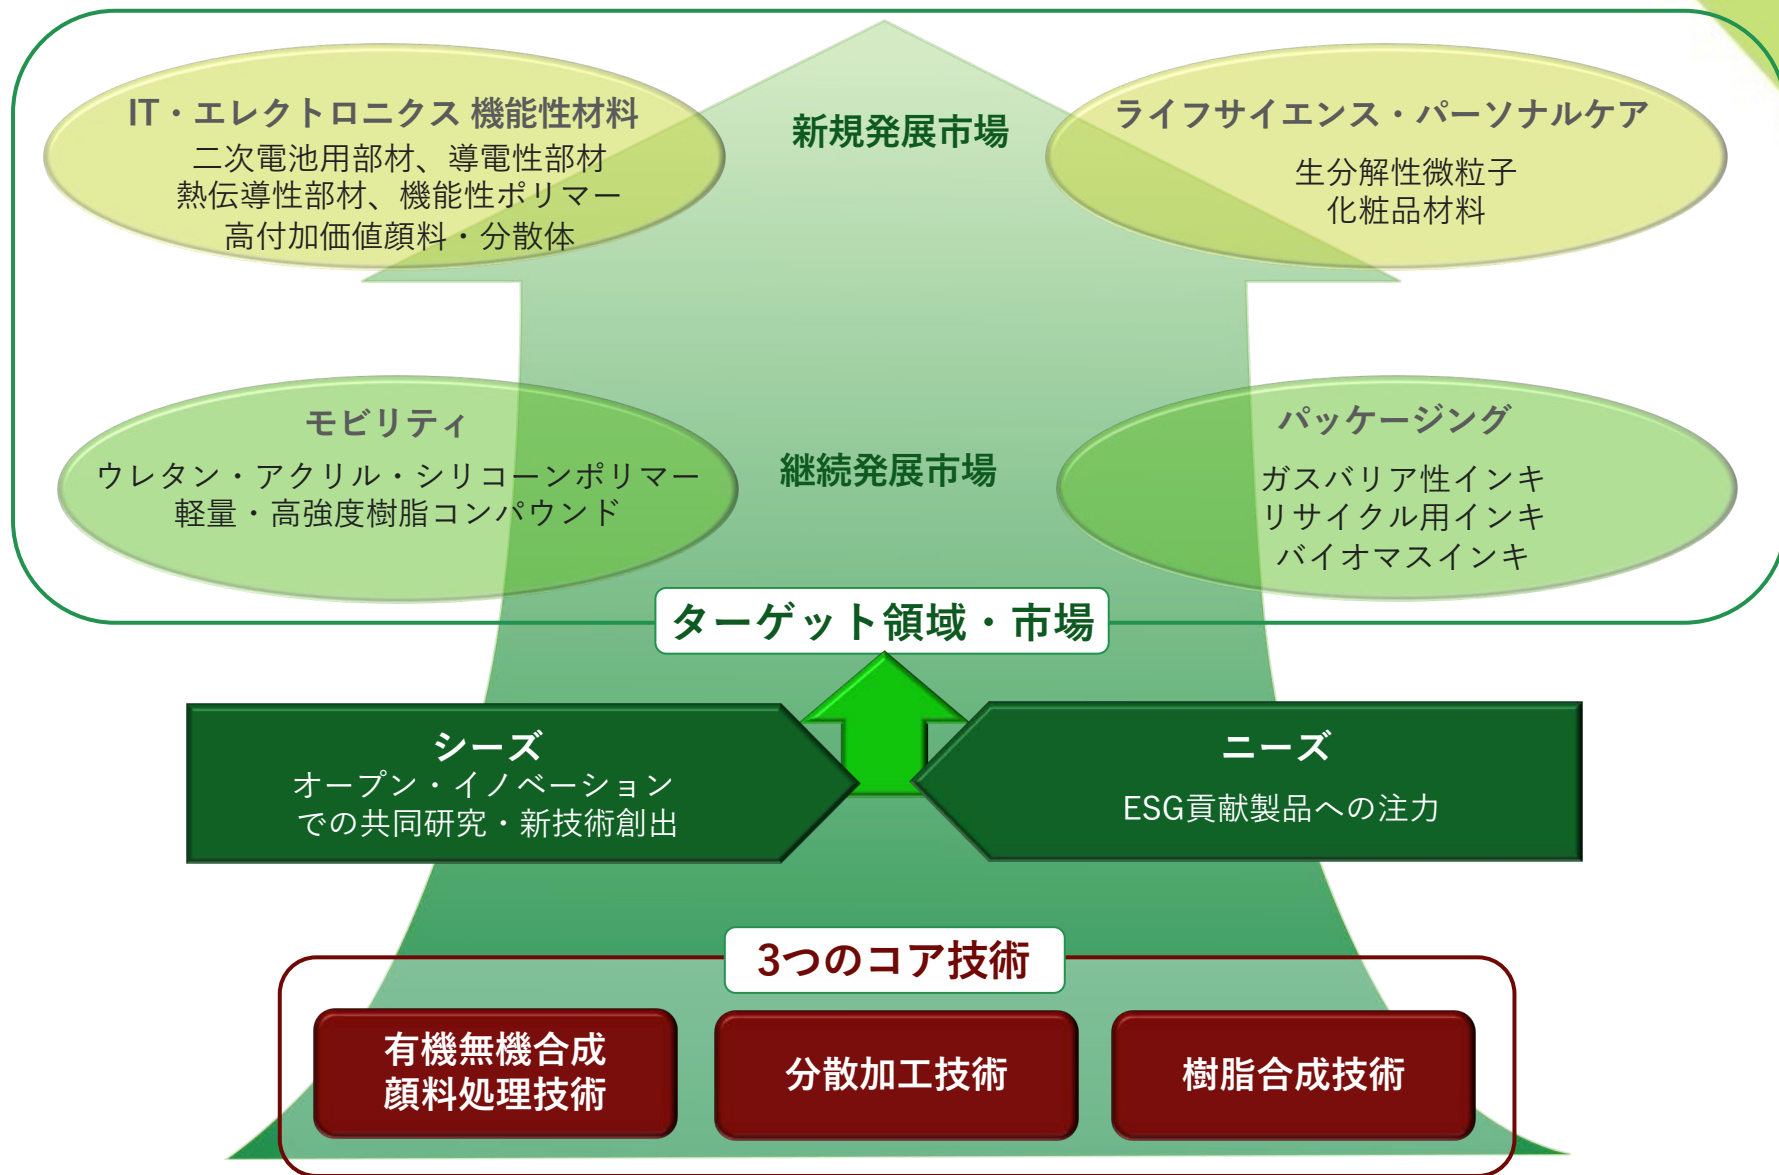 IT・エレクトロニクス 機能性材料
二次電池用部材、導電性部材
熱伝導性部材、機能性ポリマー
高付加価値顔料・分散体
新規発展市場
ライフサイエンス・パーソナルケア
生分解性微粒子
化粧品材料
モビリティ
ウレタン・アクリル・シリコーンポリマー
軽量・高強度樹脂コンパウンド
継続発展市場
パッケージング
ガスバリア性インキ
リサイクル用インキ
バイオマスインキ
ターゲット領域・市場
シーズ
オープン・イノベーション
での共同研究・新技術創出
ニーズ
ESG貢献製品への注力
3つのコア技術
有機無機合成
顔料処理技術
分散加工技術
樹脂合成技術